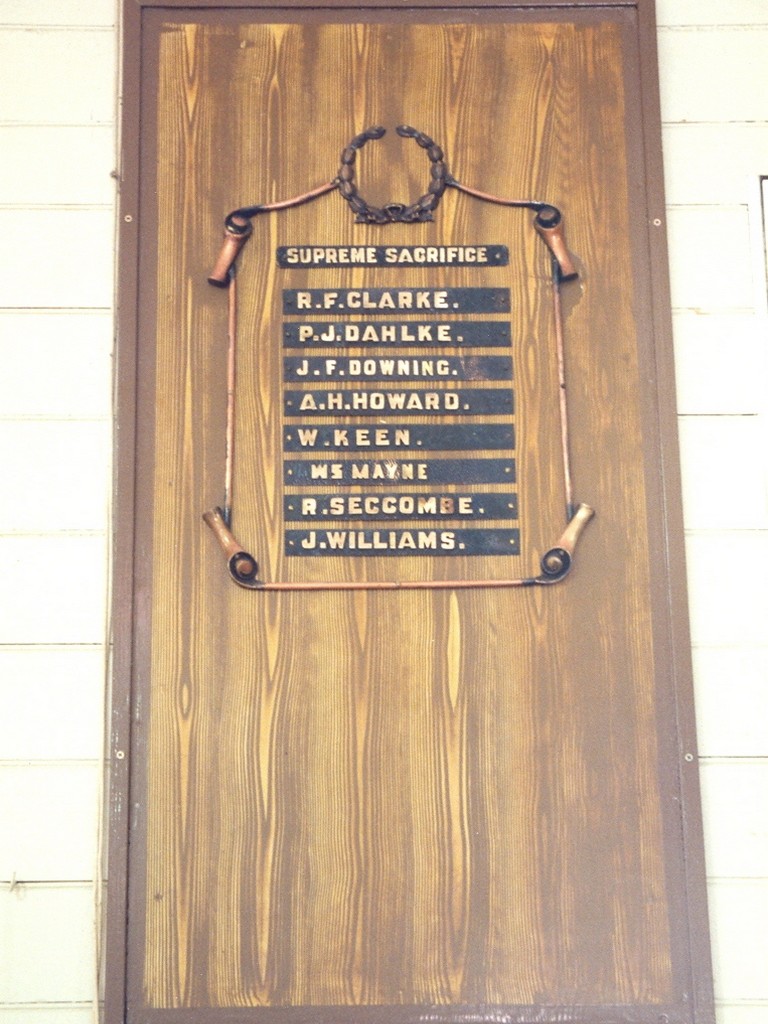 SUPREME SACRIFICE
R.F.CLARKE.
P.J.DAHLKE.
J.F.DOWNING.
A.H.HOWARD.
W.KEEN.
WS MAYNE
R.SECCOMBE.
J.WILLIAMS.